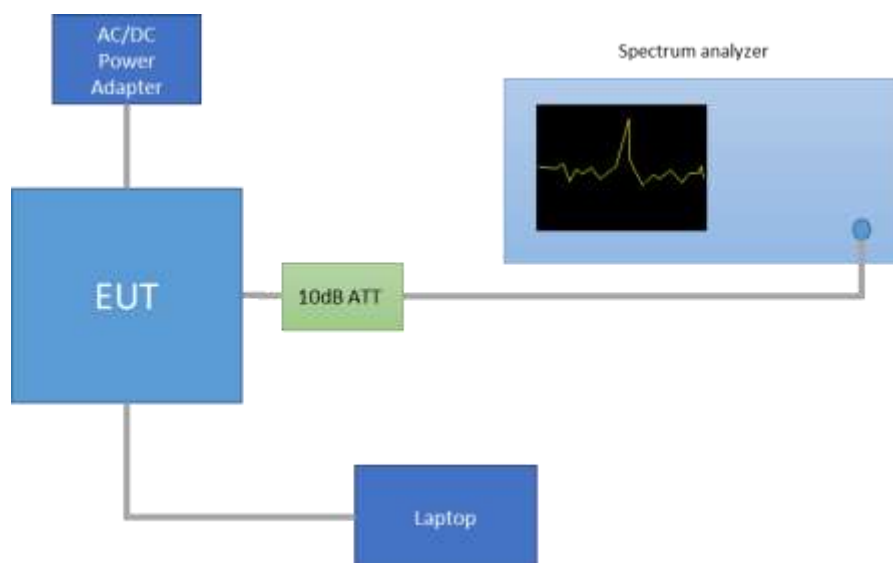 AC/DC
Power
Adapter
Spectrum analyzer
EUT
10dB ATT
Laptop